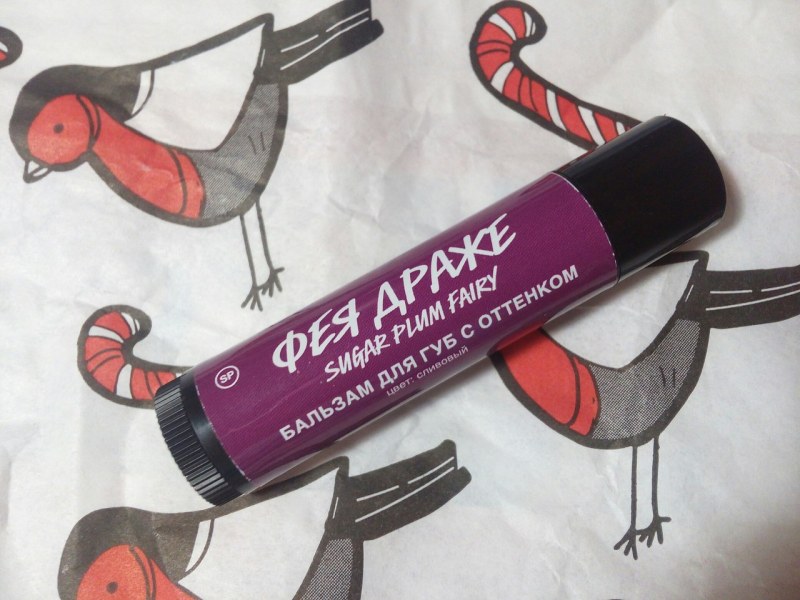 ФЕЯ ДРАЖЕ
SUGAR PLUM FAIRY
БАЛЬЗАМ ДЛЯ ГУБ С ОТТЕНКОМ
цвет: сливовый
SP